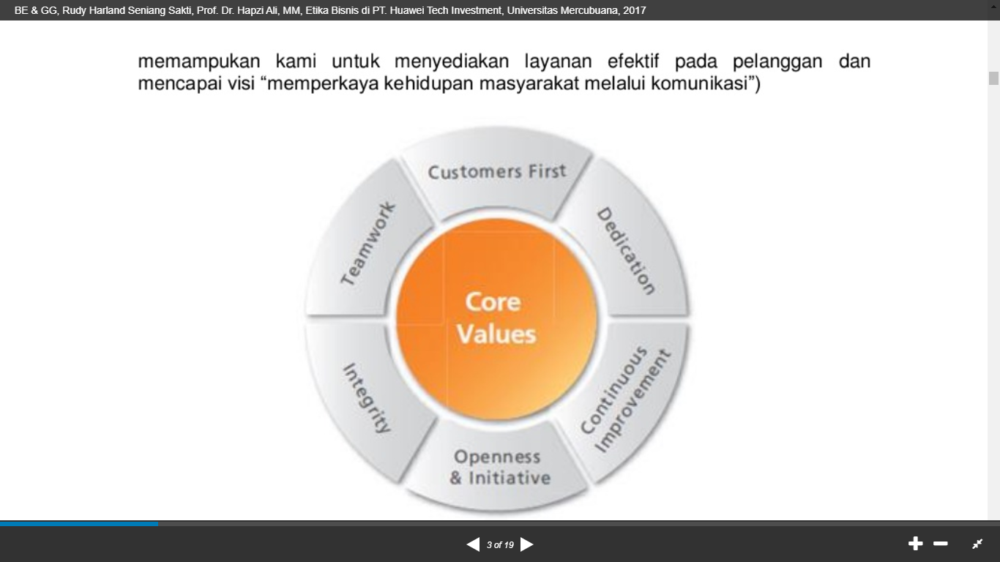 BE & GG, Rudy Harland Seniang Sakti, Prof. Dr. Hapzi Ali, MM, Etika Bisnis di PT. Huawei Tech Investment, Universitas Mercubuana, 2017
memampukan kami untuk menyediakan layanan efektif pada pelanggan dan
mencapai visi “memperkaya kehidupan masyarakat melalui komunikasi”)
Customers First
Dedication
Continuous
Improvement
Openness
& Initiative
Integrity
Teamwork
Core
Values
3 of 19